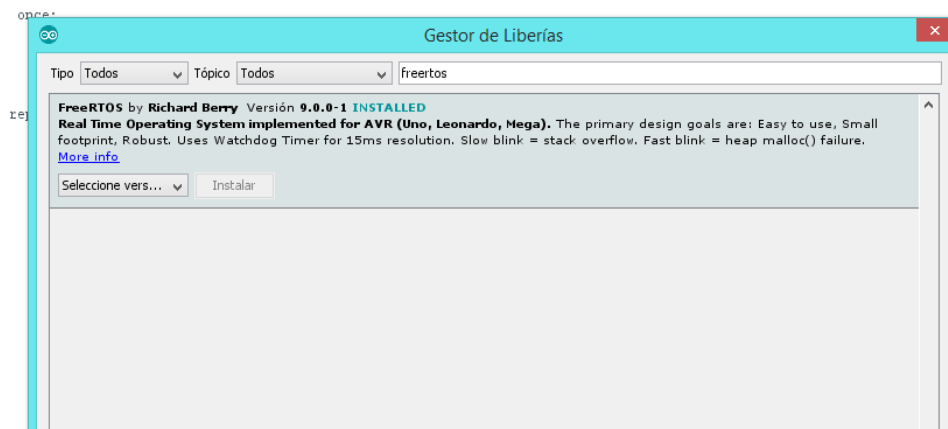 once:
Gestor de Liberías
Tipo Todos Tópico Todos freertos
rep
FreeRTOS by Richard Berry Versión 9.0.0-1 INSTALLED
Real Time Operating System implemented for AVR (Uno, Leonardo, Mega). The primary design goals are: Easy to use, Small
footprint, Robust. Uses Watchdog Timer for 15ms resolution. Slow blink = stack overflow. Fast blink = heap malloc() failure.
More info
Seleccione vers... Instalar